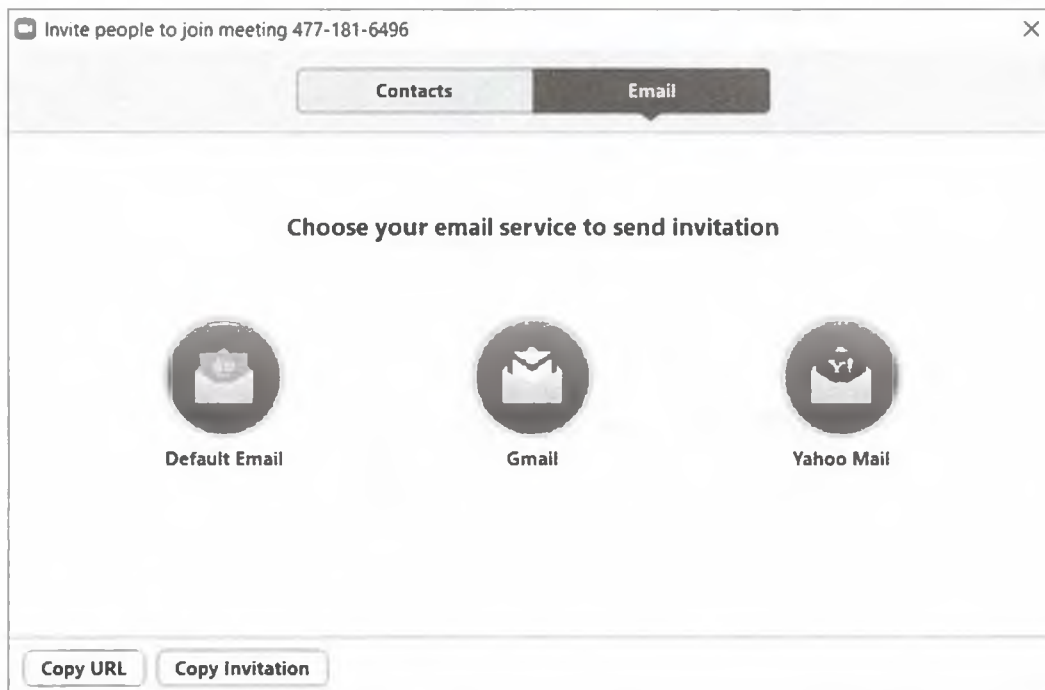 Invite people to join meeting 477-181-6496
Contacts
Email
Choose your email service to send invitation
Default Email
Gmail
Y!
Yahoo Mail
Copy URL
Copy Invitation